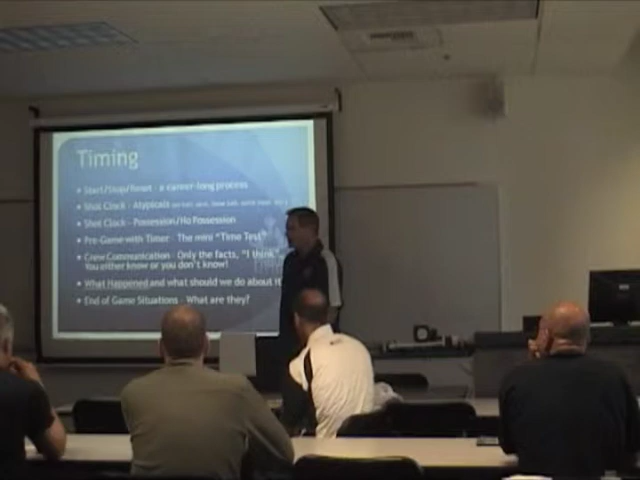 Timing
Start/Stop/Reset - a career-long process
Shot Clock - Atypicals
Shot Clock - Possession/No Possession
Pre-Game with Timer - The mini "Time Test"
Crew Communication - Only the facts, "I think"
You either know or you don't know!
What Happened and what should we do about it
End of Game Situations - What are they?